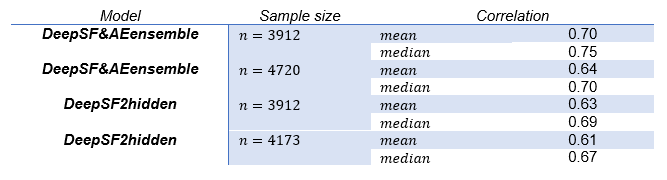 Model Sample size Correlation
DeepSF&AEensemble n = 3912 mean 0.70
median 0.75
DeepSF&AEensemble n = 4720 mean 0.64
median 0.70
DeepSF2hidden n = 3912 mean 0.63
median 0.69
DeepSF2hidden n = 4173 mean 0.61
median 0.67